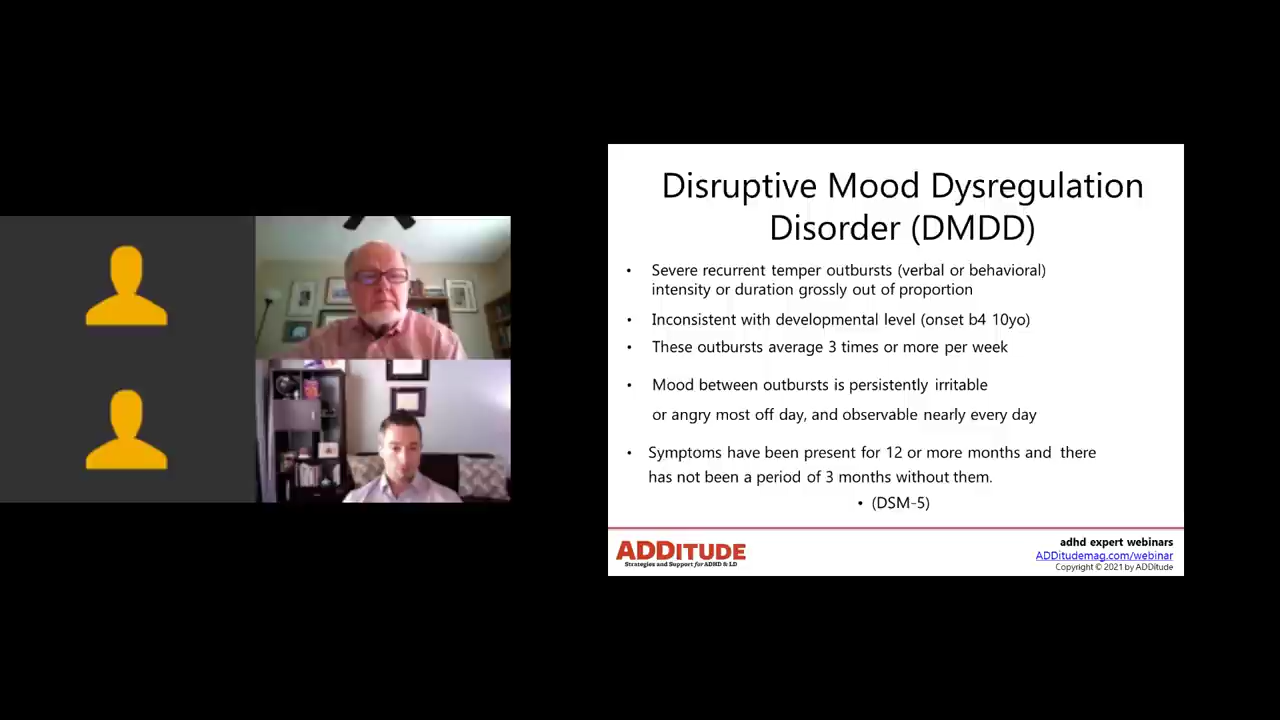 Disruptive Mood Dysregulation
Disorder (DMDD)
• Severe recurrent temper outbursts (verbal or behavioral)
intensity or duration grossly out of proportion
• Inconsistent with developmental level (onset b4 10yo)
• These outbursts average 3 times or more per week
• Mood between outbursts is persistently irritable
or angry most off day, and observable nearly every day
• Symptoms have been present for 12 or more months and there
has not been a period of 3 months without them.
• (DSM-5)
ADDITUDE
Strategies and Support for ADHD & LD
adhd expert webinars
ADDitudemag.com/webinar
Copyright © 2021 by ADDitude